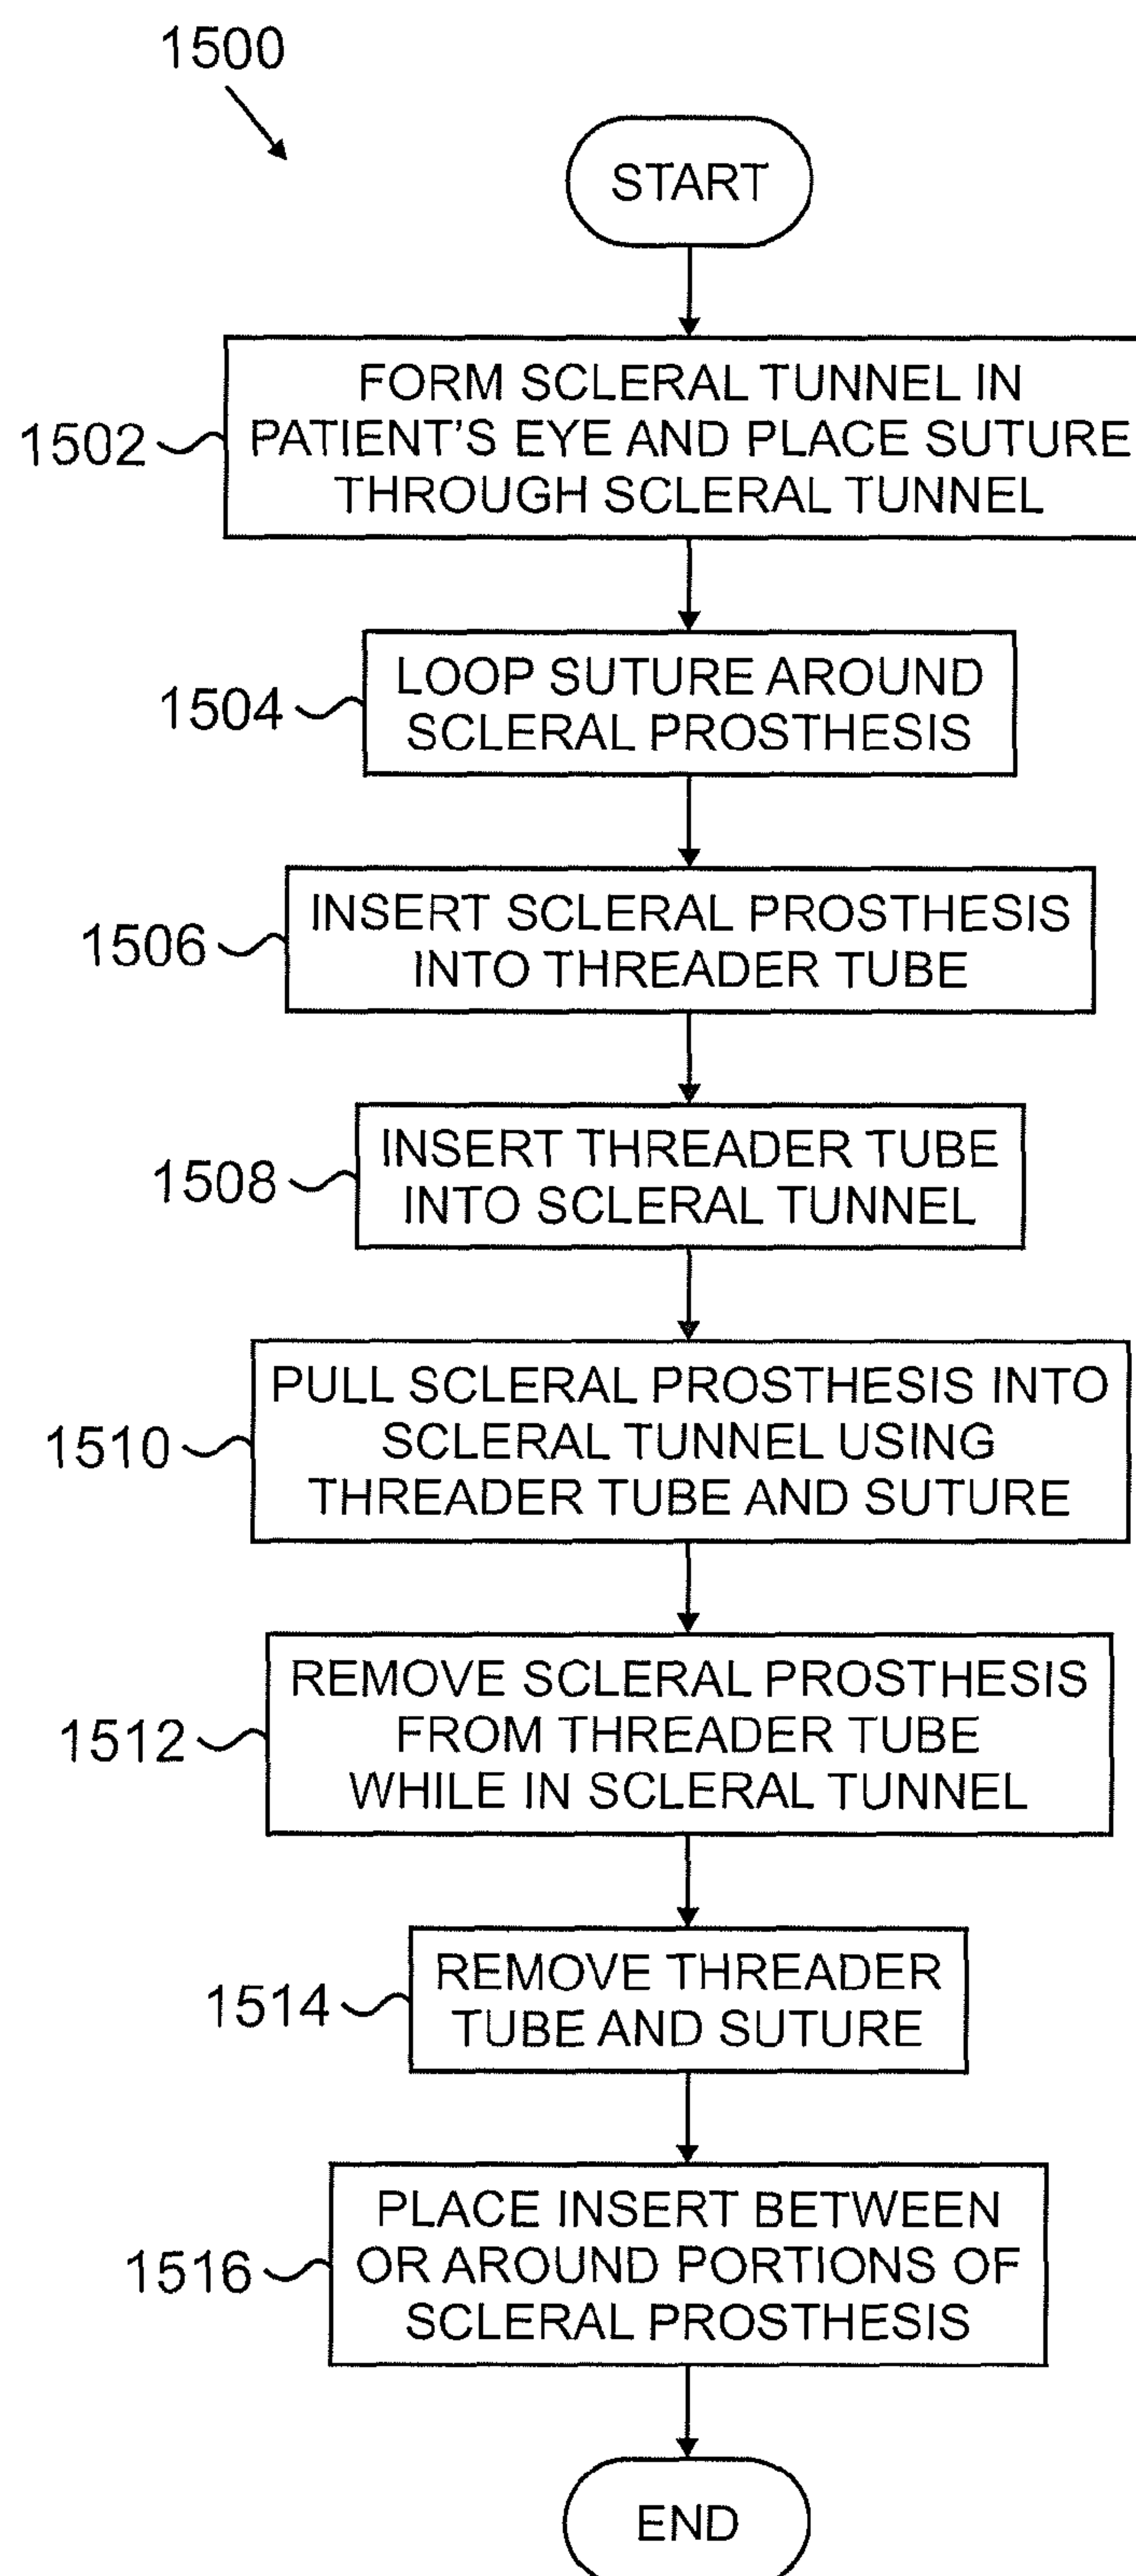 1500
START
1502
FORM SCLERAL TUNNEL IN
PATIENT'S EYE AND PLACE SUTURE
THROUGH SCLERAL TUNNEL
1504
LOOP SUTURE AROUND
SCLERAL PROSTHESIS
1506
INSERT SCLERAL PROSTHESIS
INTO THREADER TUBE
1508
INSERT THREADER TUBE
INTO SCLERAL TUNNEL
1510
PULL SCLERAL PROSTHESIS INTO
SCLERAL TUNNEL USING
THREADER TUBE AND SUTURE
1512
REMOVE SCLERAL PROSTHESIS
FROM THREADER TUBE
WHILE IN SCLERAL TUNNEL
1514
REMOVE THREADER
TUBE AND SUTURE
1516
PLACE INSERT BETWEEN
OR AROUND PORTIONS OF
SCLERAL PROSTHESIS
END